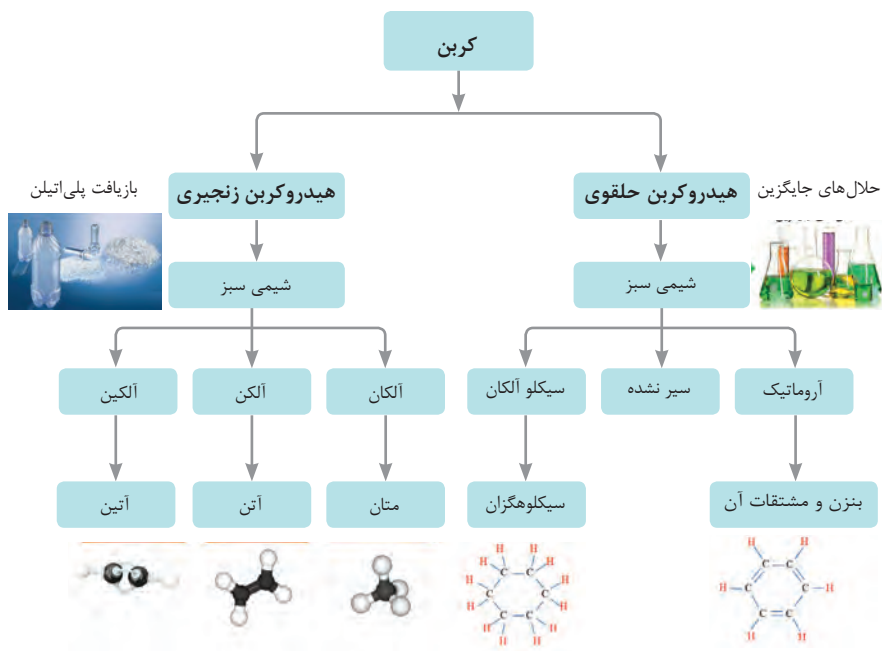 کربن
هیدروکربن حلقوی
هیدروکربن زنجیری
حلال‌های جایگزین
بازیافت پلی‌اتیلن
شیمی سبز
شیمی سبز
آروماتیک
سیر نشده
سیکلو آلکان
آلکان
آلکن
آلکین
بنزن و مشتقات آن
سیکلوهگزان
متان
آتن
آتین
H H H H
C C
H H
H C C H
H H
C C
H H H H
H H
C C
H C C H
C C
H H